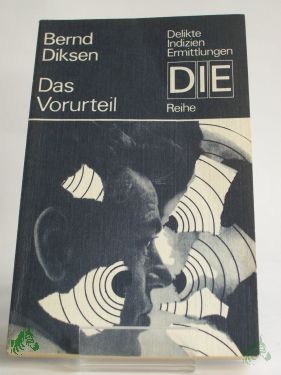 Bernd
Diksen
Das
Vorurteil
Delikte
Indizien
Ermittlungen
DIE
Reihe